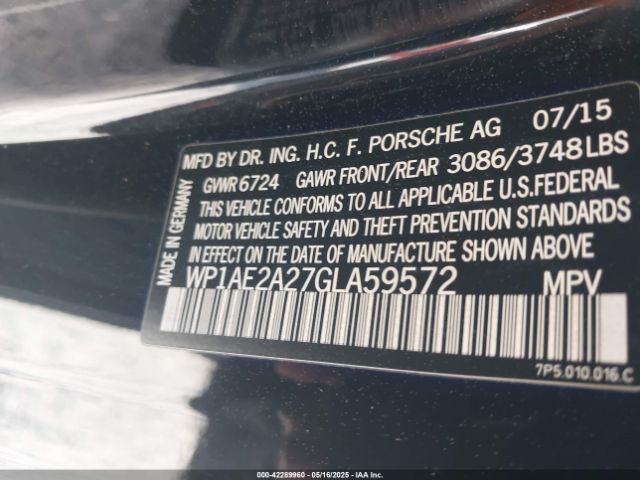 MFD BY DR. ING. H.C. F. PORSCHE AG 07/15
GVWR 6724 GAWR FRONT/REAR 3086/3748 LBS
THIS VEHICLE CONFORMS TO ALL APPLICABLE U.S. FEDERAL
MOTOR VEHICLE SAFETY AND THEFT PREVENTION STANDARDS
IN EFFECT ON THE DATE OF MANUFACTURE SHOWN ABOVE
WP1AE2A27GLA59572 MPV
MADE IN GERMANY
7P5.010.016.C
000-42289960 - 05/16/2025 - IAA Inc.